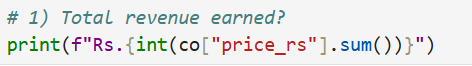 # 1) Total revenue earned?
print(f"Rs.{int(co["price_rs"].sum())}")